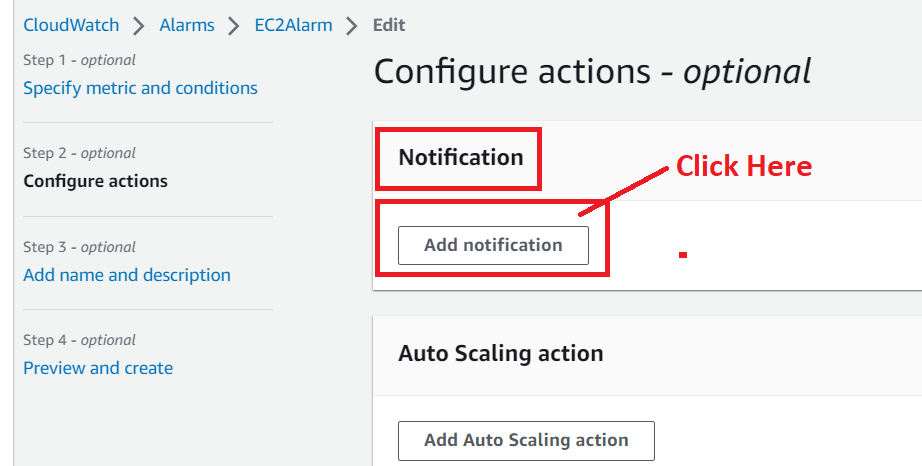 CloudWatch > Alarms > EC2Alarm > Edit
Step 1 - optional
Specify metric and conditions
Step 2 - optional
Configure actions
Step 3 - optional
Add name and description
Step 4 - optional
Preview and create
Configure actions - optional
Notification
Click Here
Add notification
Auto Scaling action
Add Auto Scaling action